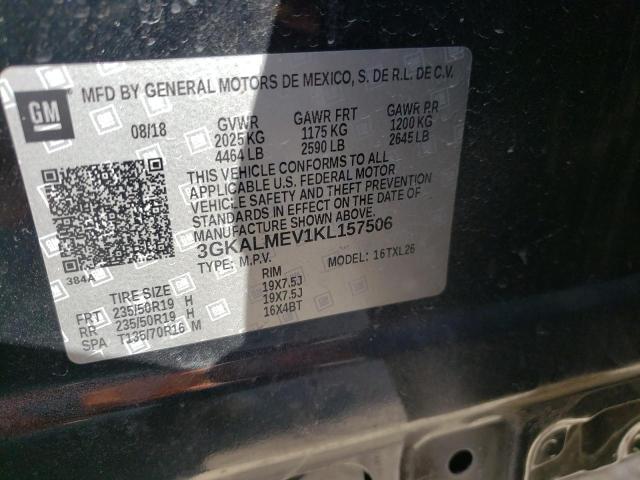 MFD BY GENERAL MOTORS DE MEXICO, S. DE R.L. DE C.V.
GM
08/18 GVWR GAWR FRT GAWR RR
2025 KG 1175 KG 1200 KG
4464 LB 2590 LB 2645 LB
THIS VEHICLE CONFORMS TO ALL
APPLICABLE U.S. FEDERAL MOTOR
VEHICLE SAFETY AND THEFT PREVENTION
STANDARDS IN EFFECT ON THE DATE OF
MANUFACTURE SHOWN ABOVE.
3GKALMEV1KL157506
384A
TYPE: M.P.V. MODEL: 16TXL26
TIRE SIZE RIM
FRT 235/50R19 H 19X7.5J
RR 235/50R19 H 19X7.5J
SPA T135/70R16 M 16X4BT